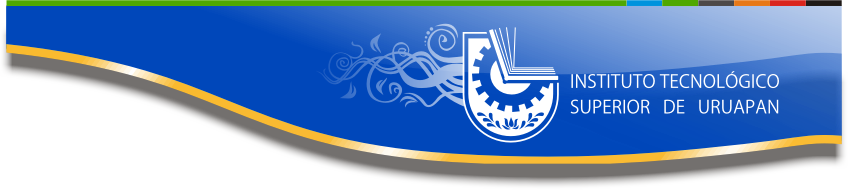 INSTITUTO TECNOLÓGICO
SUPERIOR DE URUAPAN